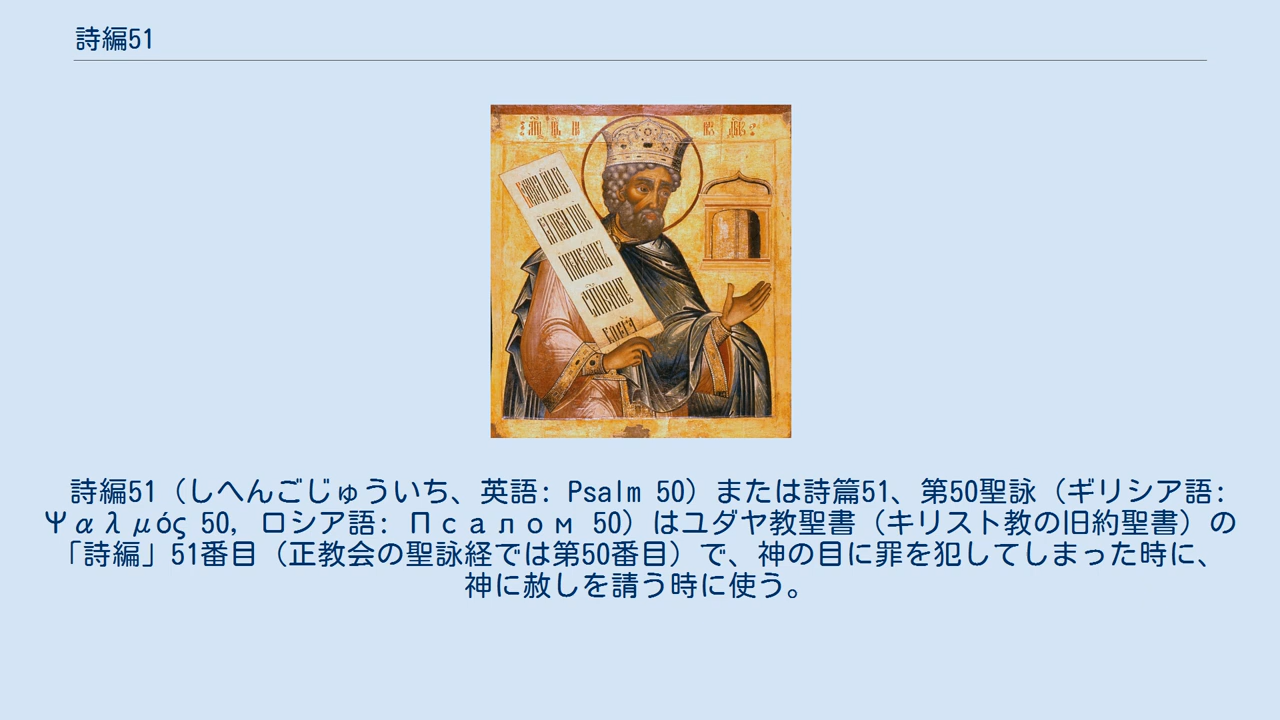 詩編51
詩編51（しへんごじゅういち、英語: Psalm 50）または詩篇51、第50聖詠（ギリシア語:
Ψαλμός 50, ロシア語: Псалом 50）はユダヤ教聖書（キリスト教の旧約聖書）の
「詩編」51番目（正教会の聖詠経では第50番目）で、神の目に罪を犯してしまった時に、
神に赦しを請う時に使う。